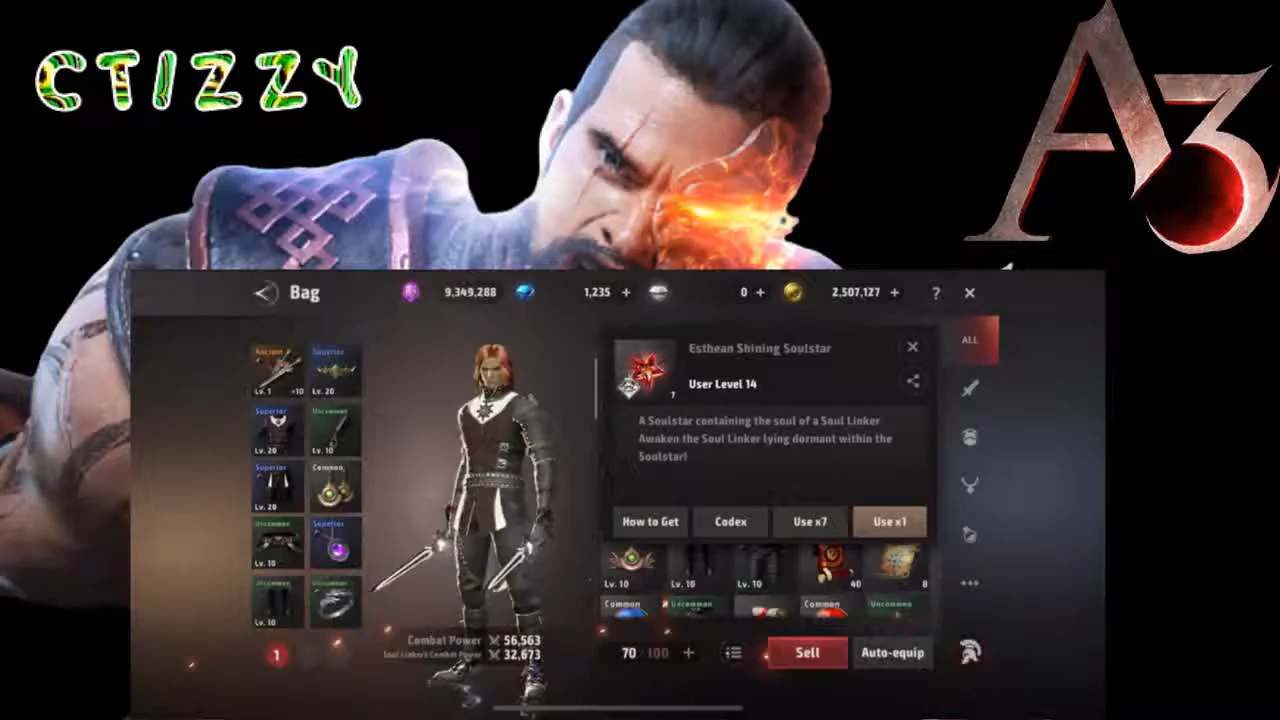 CTIZZY
A3
Bag
9,349,288
1,235 +
0 +
2,507,127 +
? ×
ALL
Ancient
Lv. 1 +10
Superior
Lv. 20
Superior
Lv. 20
Uncommon
Lv. 10
Superior
Lv. 20
Common
Uncommon
Lv. 10
Superior
Uncommon
Lv. 10
Uncommon
1
Combat Power 56,563
Soul Linker's Combat Power 32,673
Esthean Shining Soulstar
User Level 14
7
A Soulstar containing the soul of a Soul Linker
Awaken the Soul Linker lying dormant within the
Soulstar!
How to Get
Codex
Use x7
Use x1
Lv. 10
Lv. 10
Lv. 10
40
8
Common
Uncommon
Common
Uncommon
70 100 +
Sell
Auto-equip